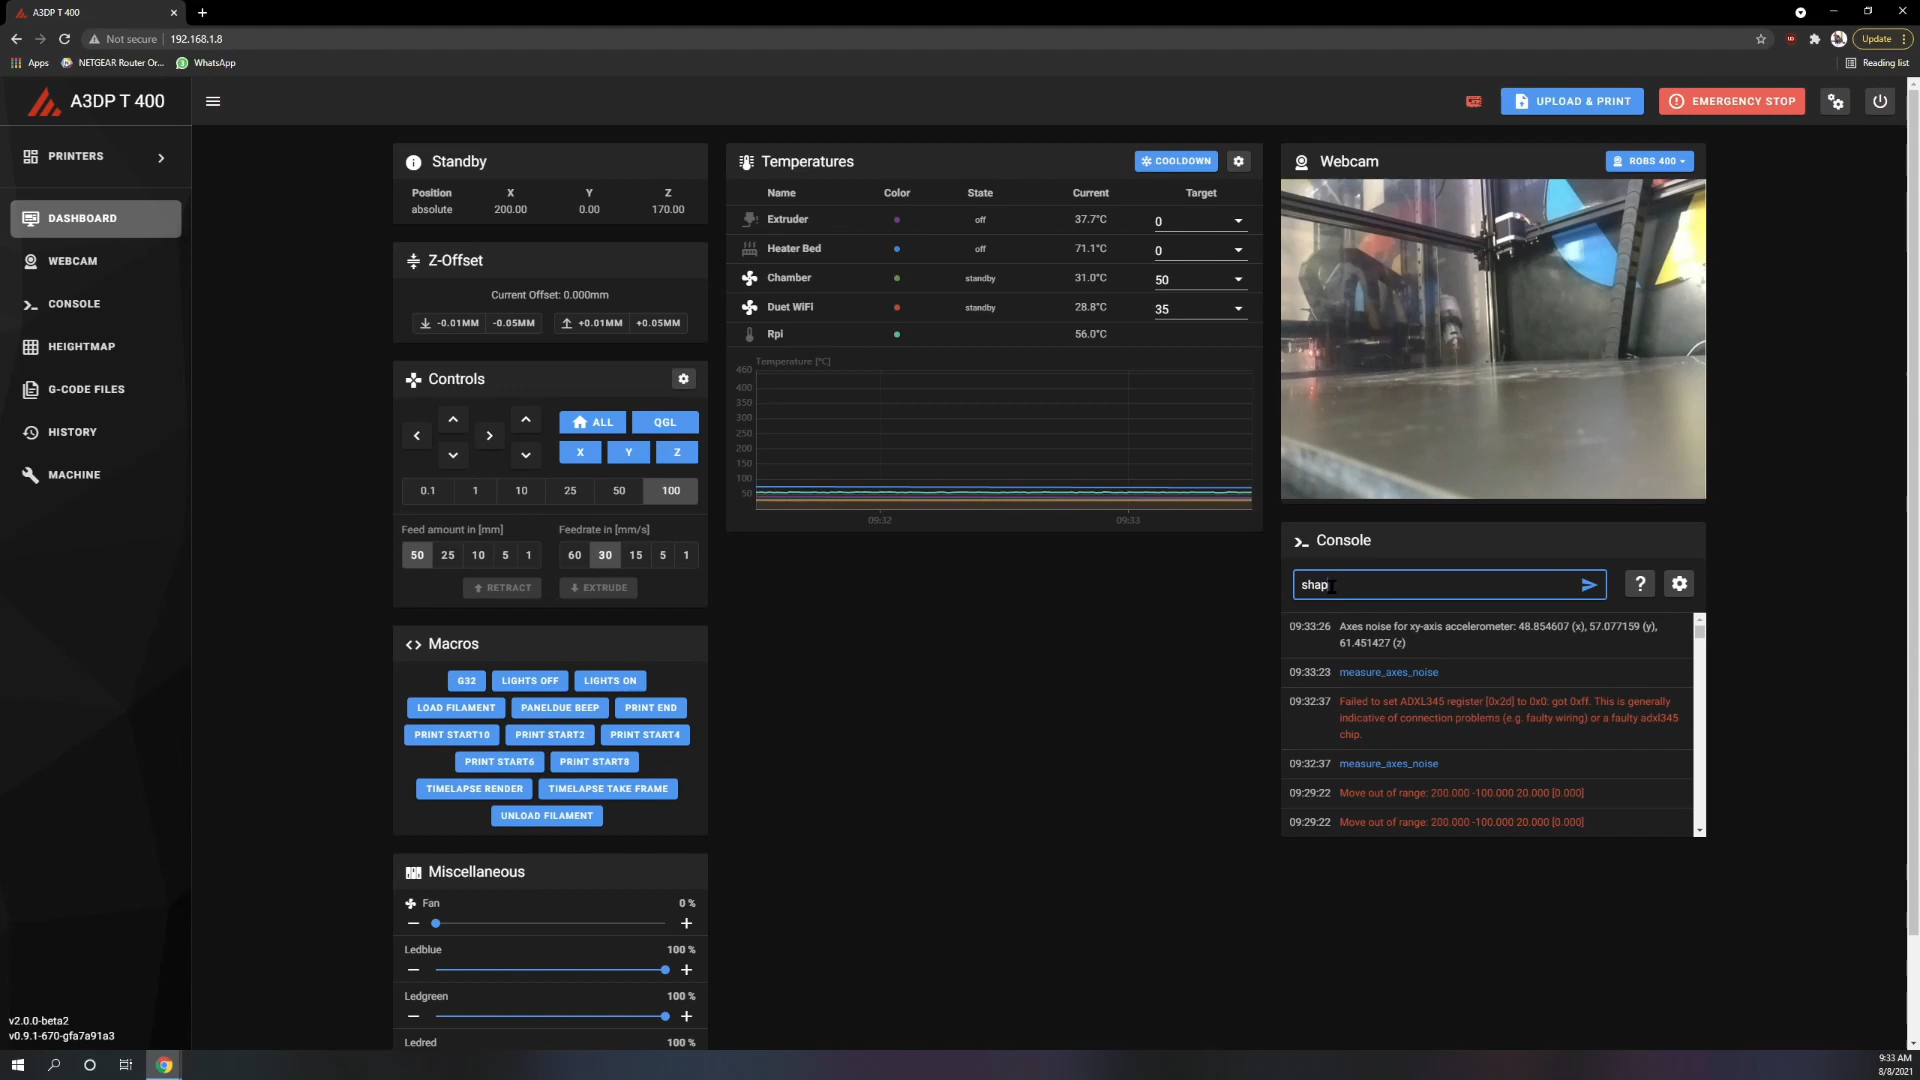 A3DP T 400
Not secure
192.168.1.8
Update
Apps
NETGEAR Router Or...
WhatsApp
Reading list
A3DP T 400
UPLOAD & PRINT
EMERGENCY STOP
PRINTERS
DASHBOARD
WEBCAM
CONSOLE
HEIGHTMAP
G-CODE FILES
HISTORY
MACHINE
v2.0.0-beta2
v0.9.1-670-gfa7a91a3
Standby
Position X Y Z
absolute 200.00 0.00 170.00
Z-Offset
Current Offset: 0.000mm
-0.01MM -0.05MM +0.01MM +0.05MM
Controls
ALL QGL
X Y Z
0.1 1 10 25 50 100
Feed amount in [mm] Feedrate in [mm/s]
50 25 10 5 1 60 30 15 5 1
RETRACT EXTRUDE
Macros
G32 LIGHTS OFF LIGHTS ON
LOAD FILAMENT PANELDUE BEEP PRINT END
PRINT START10 PRINT START2 PRINT START4
PRINT START6 PRINT START8
TIMELAPSE RENDER TIMELAPSE TAKE FRAME
UNLOAD FILAMENT
Miscellaneous
Fan 0 %
Ledblue 100 %
Ledgreen 100 %
Ledred 100 %
Temperatures
COOLDOWN
Name Color State Current Target
Extruder off 37.7°C 0
Heater Bed off 71.1°C 0
Chamber standby 31.0°C 50
Duet WiFi standby 28.8°C 35
Rpi 56.0°C
Temperature [°C]
460
400
350
300
250
200
150
100
50
09:32 09:33
Webcam
ROBS 400
Console
shap
?
09:33:26 Axes noise for xy-axis accelerometer: 48.854607 (x), 57.077159 (y),
61.451427 (z)
09:33:23 measure_axes_noise
09:32:37 Failed to set ADXL345 register [0x2d] to 0x0: got 0xff. This is generally
indicative of connection problems (e.g. faulty wiring) or a faulty adxl345
chip.
09:32:37 measure_axes_noise
09:29:22 Move out of range: 200.000 -100.000 20.000 [0.000]
09:29:22 Move out of range: 200.000 -100.000 20.000 [0.000]
9:33 AM
8/8/2021